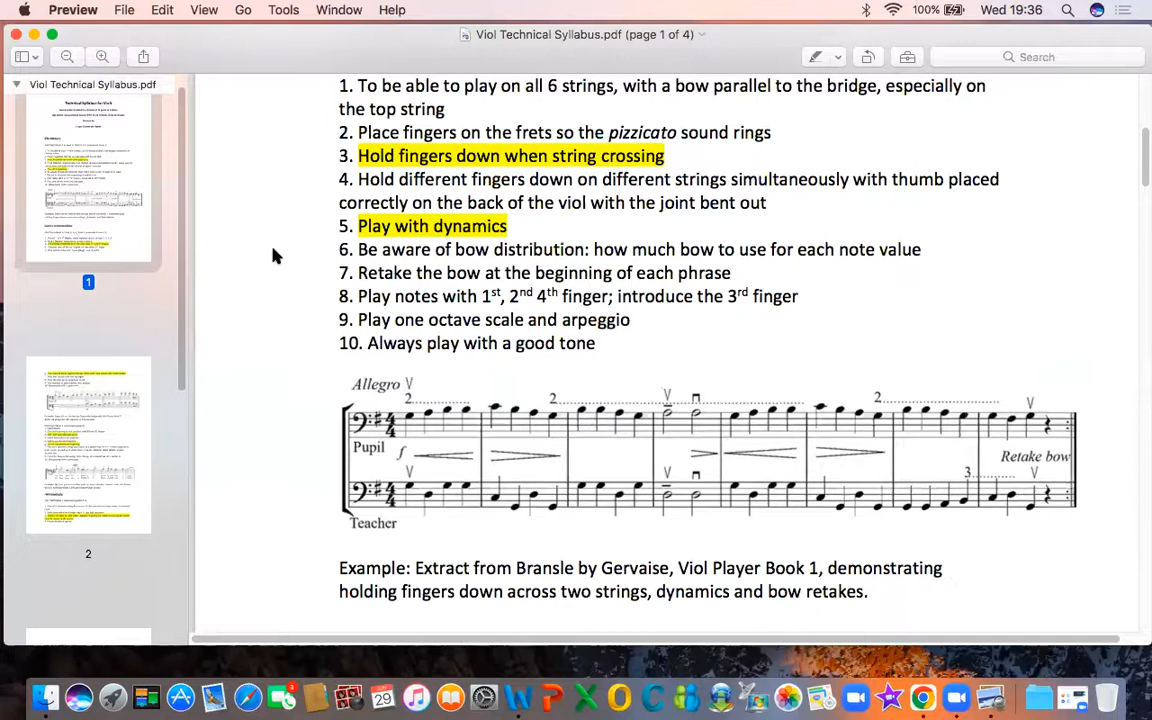 Preview File Edit View Go Tools Window Help 100% Wed 19:36
Viol Technical Syllabus.pdf (page 1 of 4)
Search
Viol Technical Syllabus.pdf
1
2
1. To be able to play on all 6 strings, with a bow parallel to the bridge, especially on
the top string
2. Place fingers on the frets so the pizzicato sound rings
3. Hold fingers down when string crossing
4. Hold different fingers down on different strings simultaneously with thumb placed
correctly on the back of the viol with the joint bent out
5. Play with dynamics
6. Be aware of bow distribution: how much bow to use for each note value
7. Retake the bow at the beginning of each phrase
8. Play notes with 1st, 2nd 4th finger; introduce the 3rd finger
9. Play one octave scale and arpeggio
10. Always play with a good tone
Allegro
2 2 2
Pupil f
Retake bow
3
Teacher
Example: Extract from Bransle by Gervaise, Viol Player Book 1, demonstrating
holding fingers down across two strings, dynamics and bow retakes.
29